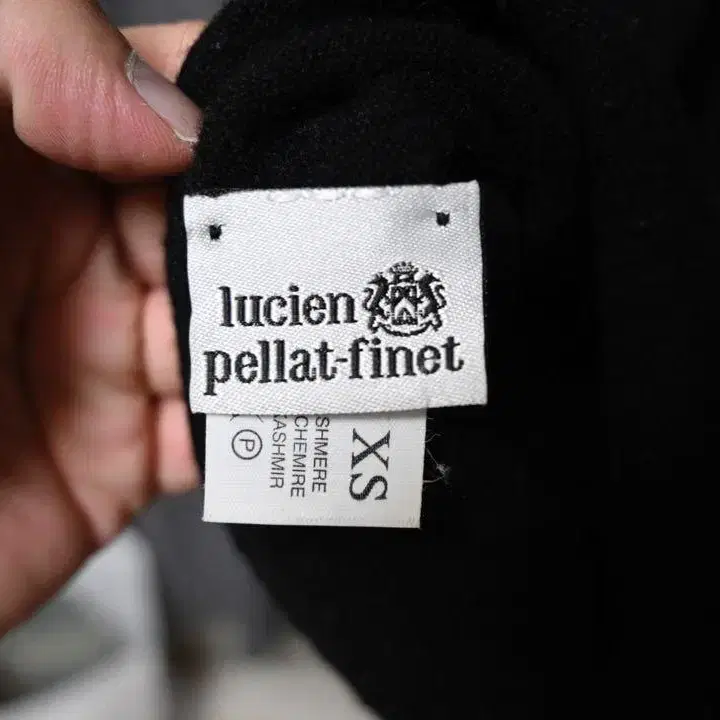 lucien
pellat-finet
XS
SHMERE
CHEMIRE
ASHMIR
P